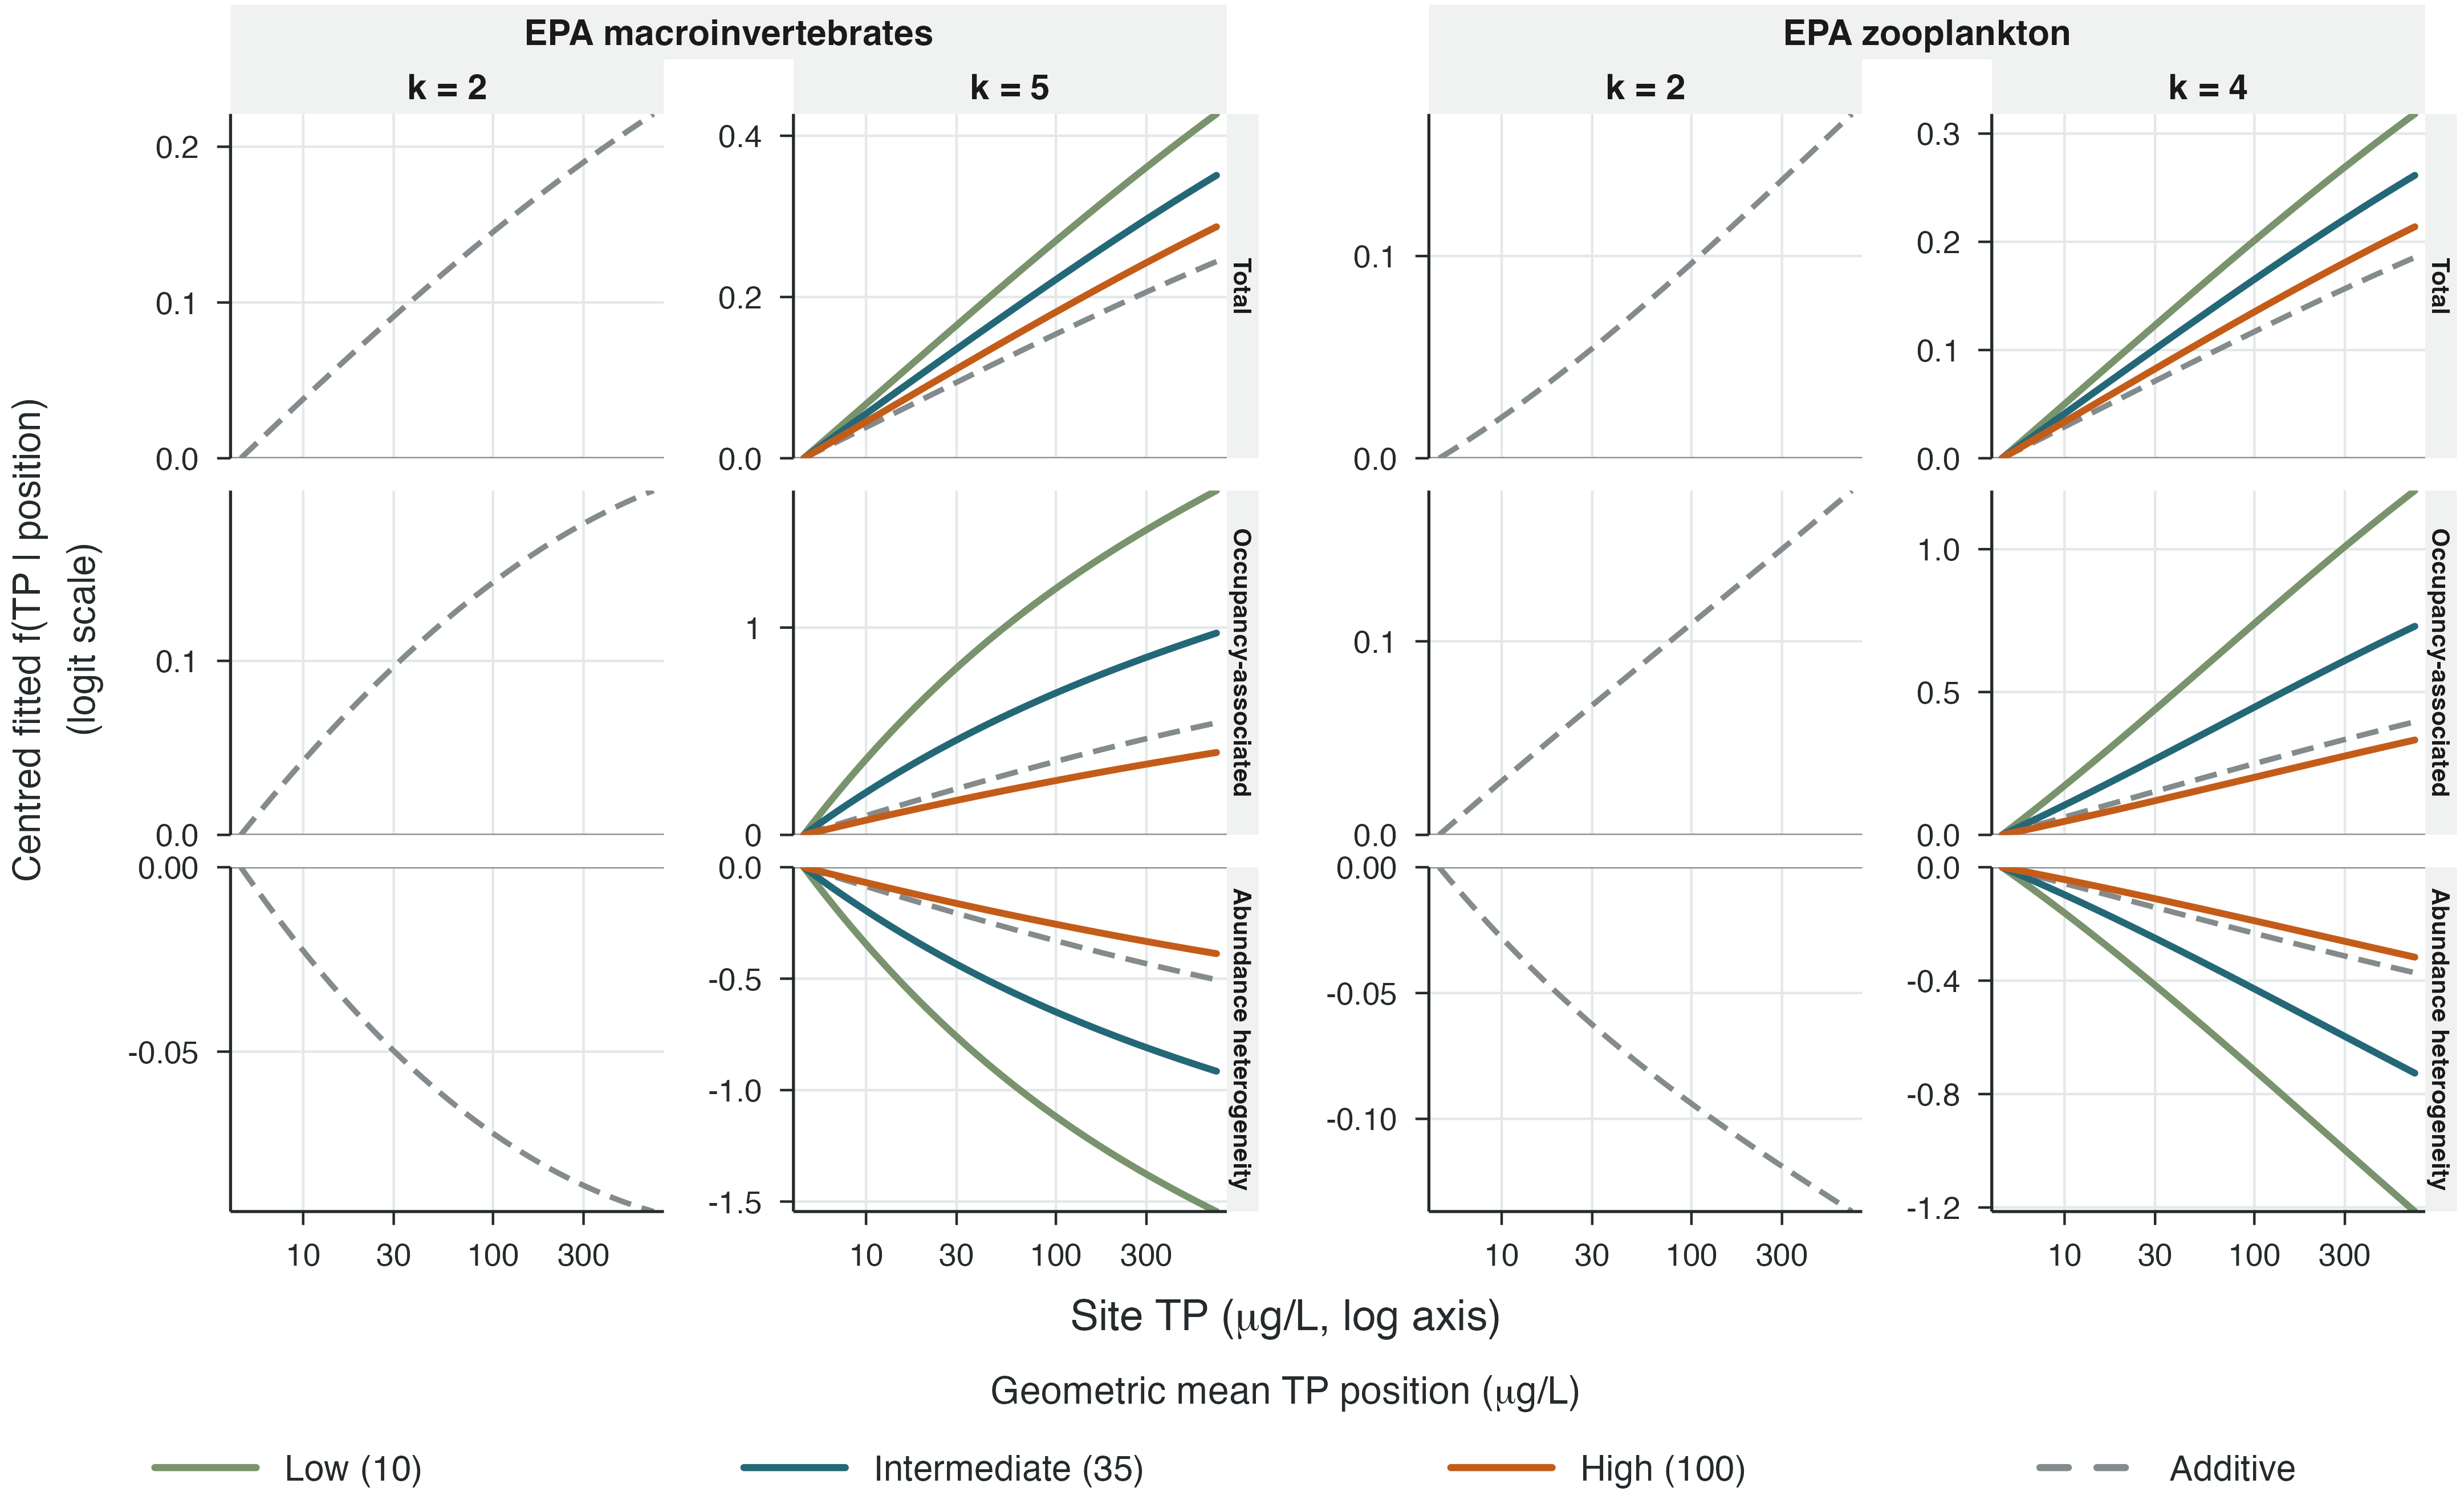 EPA macroinvertebrates
EPA zooplankton
k = 2
k = 5
k = 2
k = 4
Centred fitted f(TP | position)
(logit scale)
0.2
0.1
0.0
0.4
0.2
0.0
0.1
0.0
0.3
0.2
0.1
0.0
Total
Total
0.1
0.0
1
0
0.1
0.0
1.0
0.5
0.0
Occupancy-associated
Occupancy-associated
0.00
-0.05
0.0
-0.5
-1.0
-1.5
0.00
-0.05
-0.10
0.0
-0.4
-0.8
-1.2
Abundance heterogeneity
Abundance heterogeneity
10 30 100 300
10 30 100 300
10 30 100 300
10 30 100 300
Site TP (μg/L, log axis)
Geometric mean TP position (μg/L)
Low (10)
Intermediate (35)
High (100)
Additive